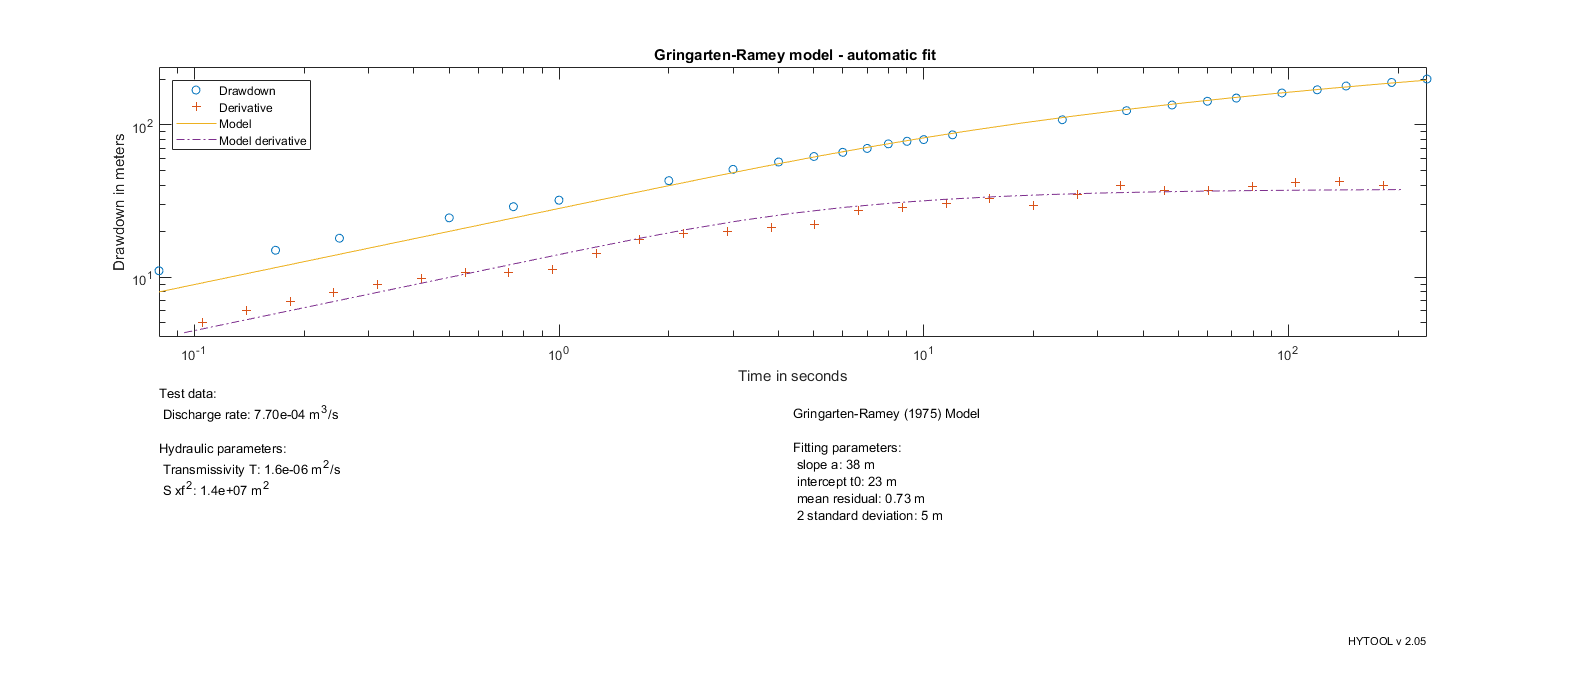 Gringarten-Ramey model - automatic fit
Drawdown
Derivative
Model
Model derivative
Drawdown in meters
10^2
10^1
10^-1
10^0
10^1
10^2
Time in seconds
Test data:
Discharge rate: 7.70e-04 m^3/s
Hydraulic parameters:
Transmissivity T: 1.6e-06 m^2/s
S xf^2: 1.4e+07 m^2
Gringarten-Ramey (1975) Model
Fitting parameters:
slope a: 38 m
intercept t0: 23 m
mean residual: 0.73 m
2 standard deviation: 5 m
HYTOOL v 2.05